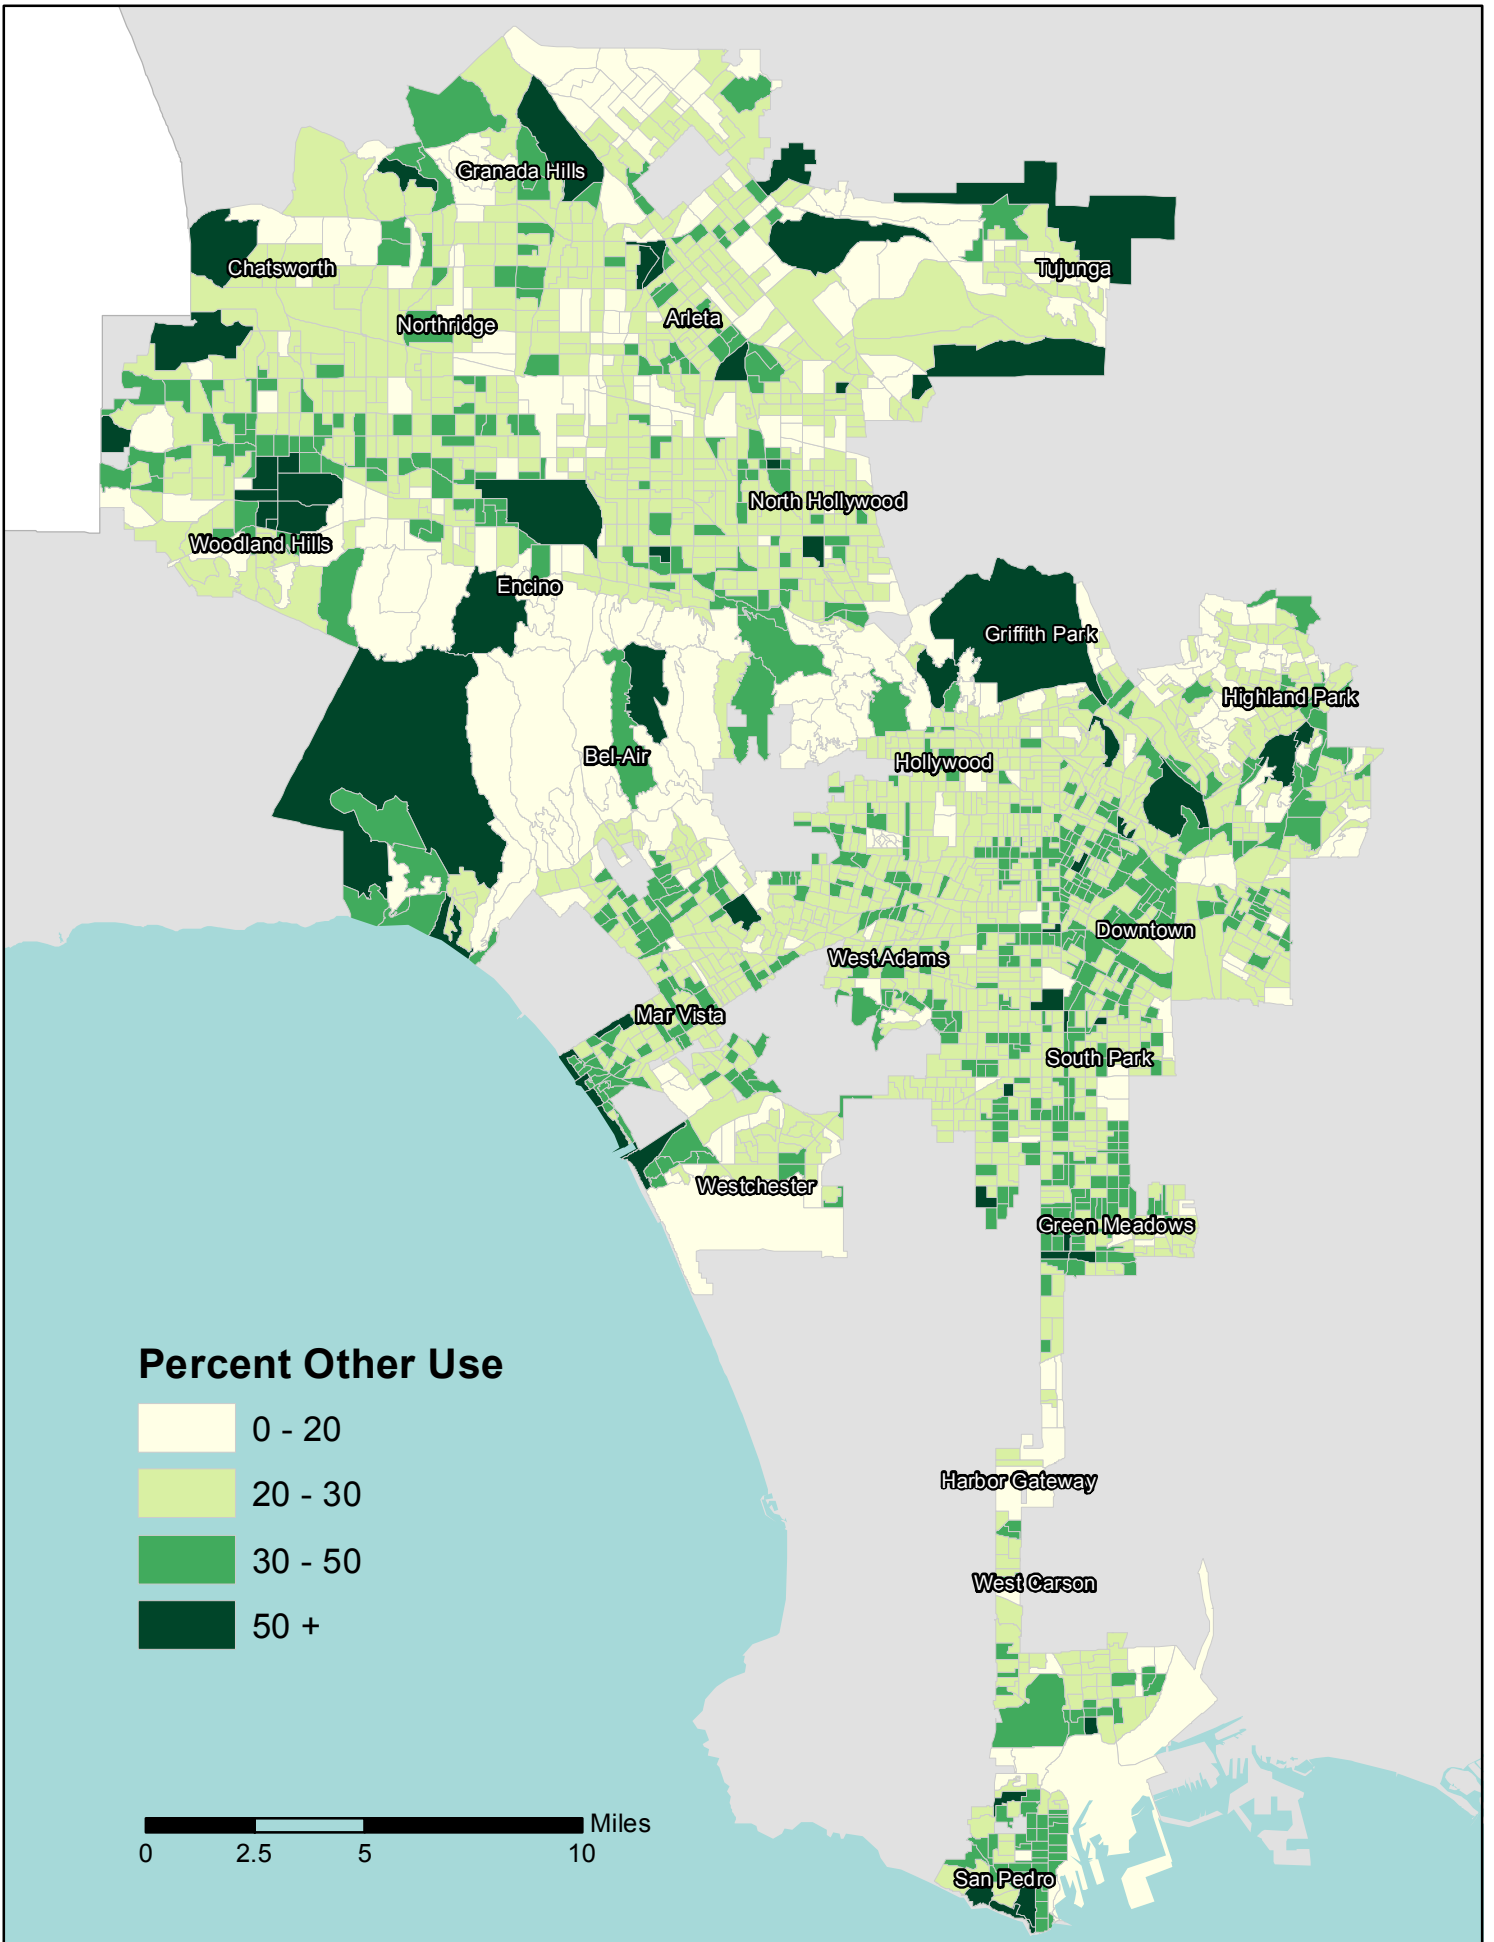 Granada Hills
Chatsworth
Tujunga
Northridge
Arleta
North Hollywood
Woodland Hills
Encino
Griffith Park
Highland Park
Bel-Air
Hollywood
Downtown
West Adams
Mar Vista
South Park
Westchester
Green Meadows
Percent Other Use
0 - 20
20 - 30
30 - 50
50 +
Harbor Gateway
West Carson
Miles
0 2.5 5 10
San Pedro